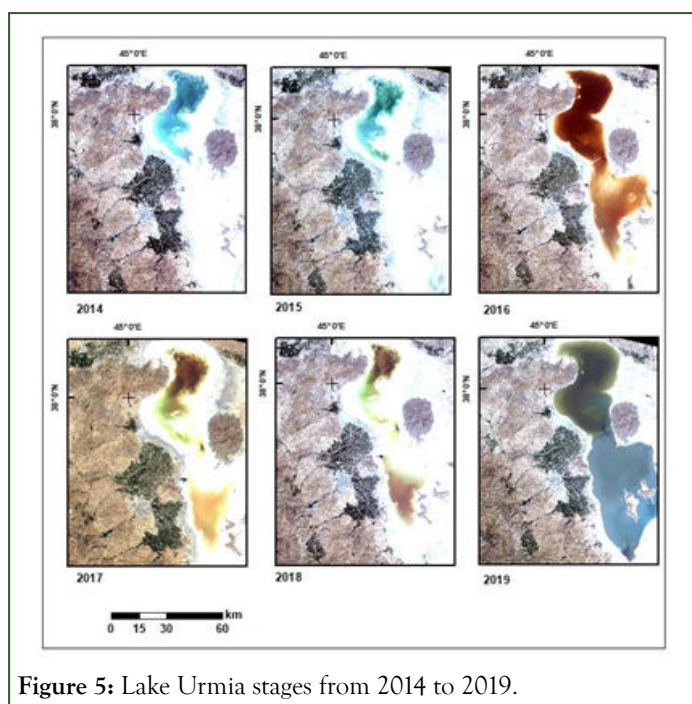 45° 0'E 45° 0'E 45° 0'E
38° 0'N 38° 0'N 38° 0'N
2014 2015 2016
45° 0'E 45° 0'E 45° 0'E
38° 0'N 38° 0'N 38° 0'N
2017 2018 2019
km
0 15 30 60
Figure 5: Lake Urmia stages from 2014 to 2019.